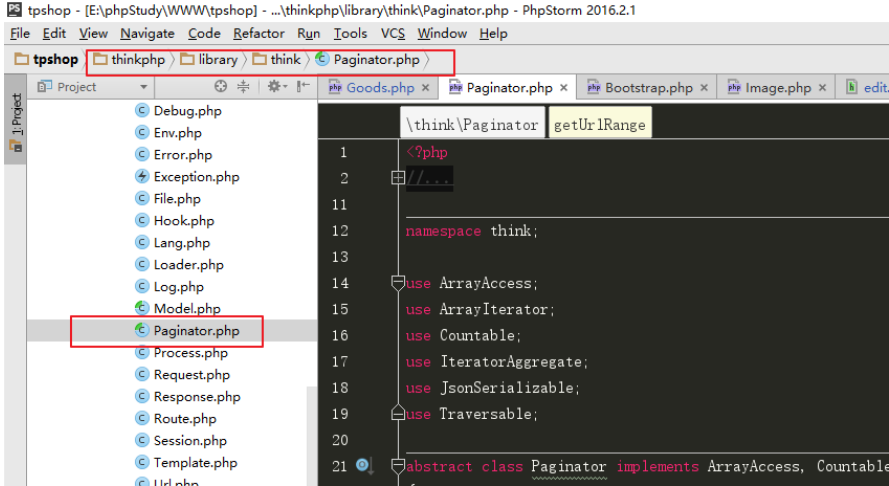 tpshop - [E:\phpStudy\WWW\tpshop] - ...\thinkphp\library\think\Paginator.php - PhpStorm 2016.2.1
File Edit View Navigate Code Refactor Run Tools VCS Window Help
tpshop thinkphp library think Paginator.php
Project
1: Project
Goods.php Paginator.php Bootstrap.php Image.php edit.
\think\Paginator getUrlRange
Debug.php
Env.php
Error.php
Exception.php
File.php
Hook.php
Lang.php
Loader.php
Log.php
Model.php
Paginator.php
Process.php
Request.php
Response.php
Route.php
Session.php
Template.php
Url.php
1 <?php
2 //...
11
12 namespace think;
13
14 use ArrayAccess;
15 use ArrayIterator;
16 use Countable;
17 use IteratorAggregate;
18 use JsonSerializable;
19 use Traversable;
20
21 abstract class Paginator implements ArrayAccess, Countable